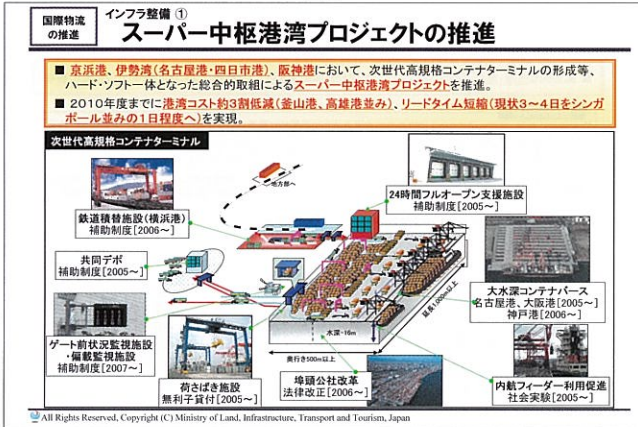 国際物流
の推進
インフラ整備 ①
スーパー中枢港湾プロジェクトの推進
■ 京浜港、伊勢湾(名古屋港・四日市港)、阪神港において、次世代高規格コンテナターミナルの形成等、
ハード・ソフト一体となった総合的取組によるスーパー中枢港湾プロジェクトを推進。
■ 2010年度までに港湾コスト約3割低減(釜山港、高雄港並み)、リードタイム短縮(現状3~4日をシンガ
ポール並みの1日程度へ)を実現。
次世代高規格コンテナターミナル
地方部へ
鉄道積替施設(横浜港)
補助制度[2006~]
24時間フルオープン支援施設
補助制度[2005~]
共同デポ
補助制度[2005~]
大水深コンテナバース
名古屋港、大阪港[2005~]
神戸港[2006~]
延長1,000m以上
水深-16m
奥行き500m以上
ゲート前状況監視施設
・偏載監視施設
補助制度[2007~]
荷さばき施設
無利子貸付[2005~]
埠頭公社改革
法律改正[2006~]
内航フィーダー利用促進
社会実験[2005~]
All Rights Reserved, Copyright (C) Ministry of Land, Infrastructure, Transport and Tourism, Japan